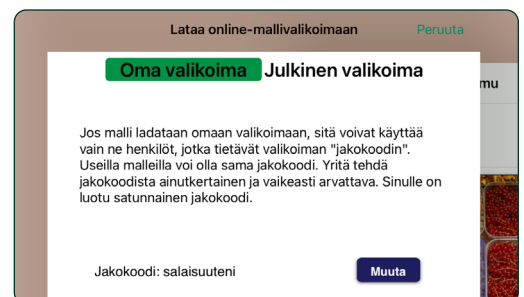 Lataa online-mallivalikoimaan Peruuta
Oma valikoima Julkinen valikoima
mu
Jos malli ladataan omaan valikoimaan, sitä voivat käyttää
vain ne henkilöt, jotka tietävät valikoiman "jakokoodin".
Useilla malleilla voi olla sama jakokoodi. Yritä tehdä
jakokoodista ainutkertainen ja vaikeasti arvattava. Sinulle on
luotu satunnainen jakokoodi.
Jakokoodi: salaisuuteni Muuta